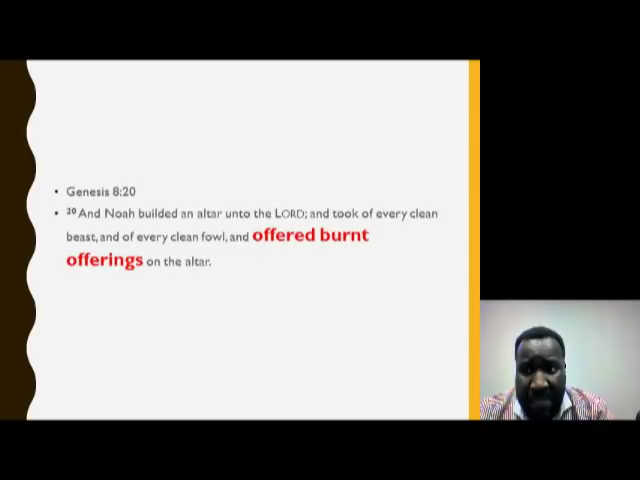 • Genesis 8:20
• 20 And Noah builded an altar unto the LORD; and took of every clean
beast, and of every clean fowl, and offered burnt
offerings on the altar.